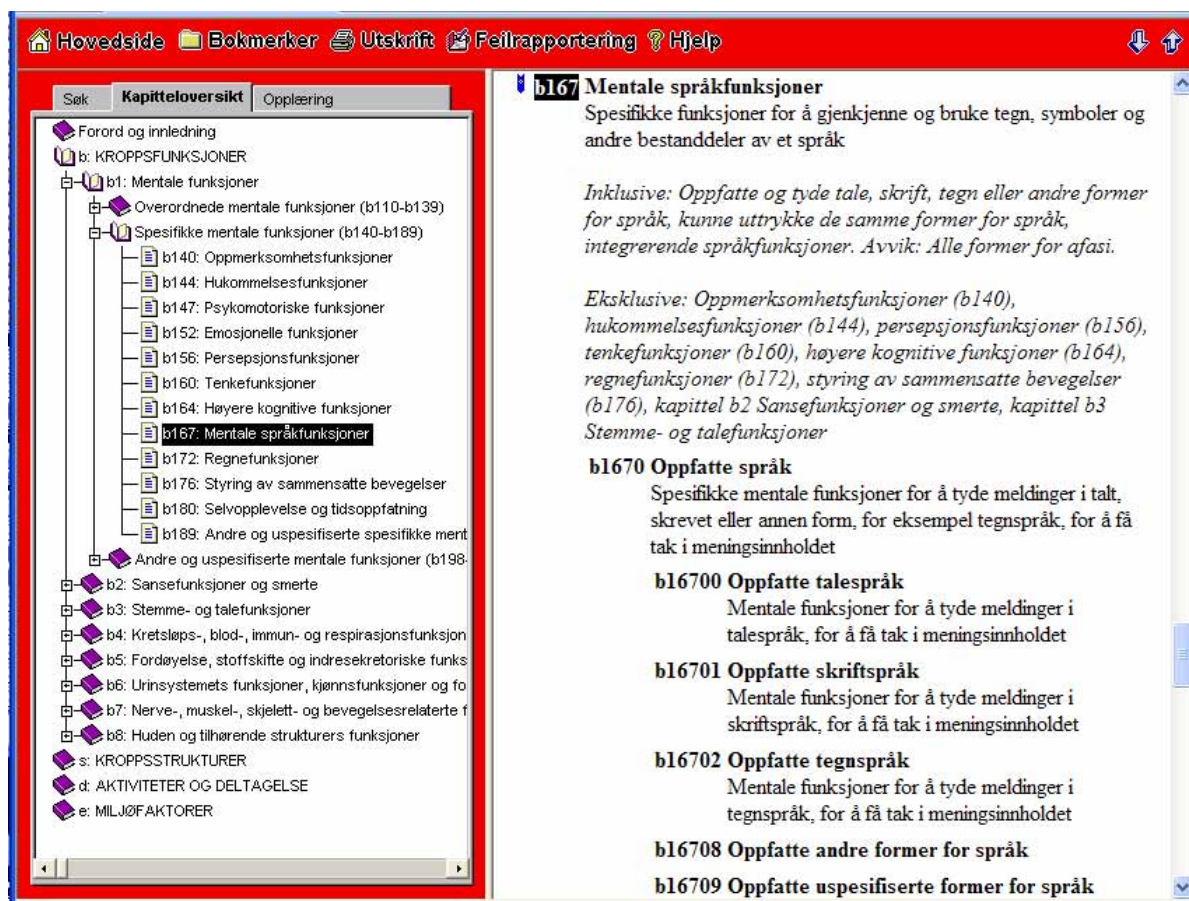 Hovedside Bokmerker Utskrift Feilrapportering Hjelp
Søk Kapitteloversikt Opplæring
Forord og innledning
b: KROPPSFUNKSJONER
b1: Mentale funksjoner
Overordnede mentale funksjoner (b110-b139)
Spesifikke mentale funksjoner (b140-b189)
b140: Oppmerksomhetsfunksjoner
b144: Hukommelsesfunksjoner
b147: Psykomotoriske funksjoner
b152: Emosjonelle funksjoner
b156: Persepsjonsfunksjoner
b160: Tenkefunksjoner
b164: Høyere kognitive funksjoner
b167: Mentale språkfunksjoner
b172: Regnefunksjoner
b176: Styring av sammensatte bevegelser
b180: Selvopplevelse og tidsoppfatning
b189: Andre og uspesifiserte spesifikke ment
Andre og uspesifiserte mentale funksjoner (b198-
b2: Sansefunksjoner og smerte
b3: Stemme- og talefunksjoner
b4: Kretsløps-, blod-, immun- og respirasjonsfunksjon
b5: Fordøyelse, stoffskifte og indresekretoriske funks
b6: Urinsystemets funksjoner, kjønnsfunksjoner og fo
b7: Nerve-, muskel-, skjelett- og bevegelsesrelaterte f
b8: Huden og tilhørende strukturers funksjoner
s: KROPPSSTRUKTURER
d: AKTIVITETER OG DELTAGELSE
e: MILJØFAKTORER
b167 Mentale språkfunksjoner
Spesifikke funksjoner for å gjenkjenne og bruke tegn, symboler og
andre bestanddeler av et språk
Inklusive: Oppfatte og tyde tale, skrift, tegn eller andre former
for språk, kunne uttrykke de samme former for språk,
integrerende språkfunksjoner. Avvik: Alle former for afasi.
Eksklusive: Oppmerksomhetsfunksjoner (b140),
hukommelsesfunksjoner (b144), persepsjonsfunksjoner (b156),
tenkefunksjoner (b160), høyere kognitive funksjoner (b164),
regnefunksjoner (b172), styring av sammensatte bevegelser
(b176), kapittel b2 Sansefunksjoner og smerte, kapittel b3
Stemme- og talefunksjoner
b1670 Oppfatte språk
Spesifikke mentale funksjoner for å tyde meldinger i talt,
skrevet eller annen form, for eksempel tegnspråk, for å få
tak i meningsinnholdet
b16700 Oppfatte talespråk
Mentale funksjoner for å tyde meldinger i
talespråk, for å få tak i meningsinnholdet
b16701 Oppfatte skriftspråk
Mentale funksjoner for å tyde meldinger i
skriftspråk, for å få tak i meningsinnholdet
b16702 Oppfatte tegnspråk
Mentale funksjoner for å tyde meldinger i
tegnspråk, for å få tak i meningsinnholdet
b16708 Oppfatte andre former for språk
b16709 Oppfatte uspesifiserte former for språk